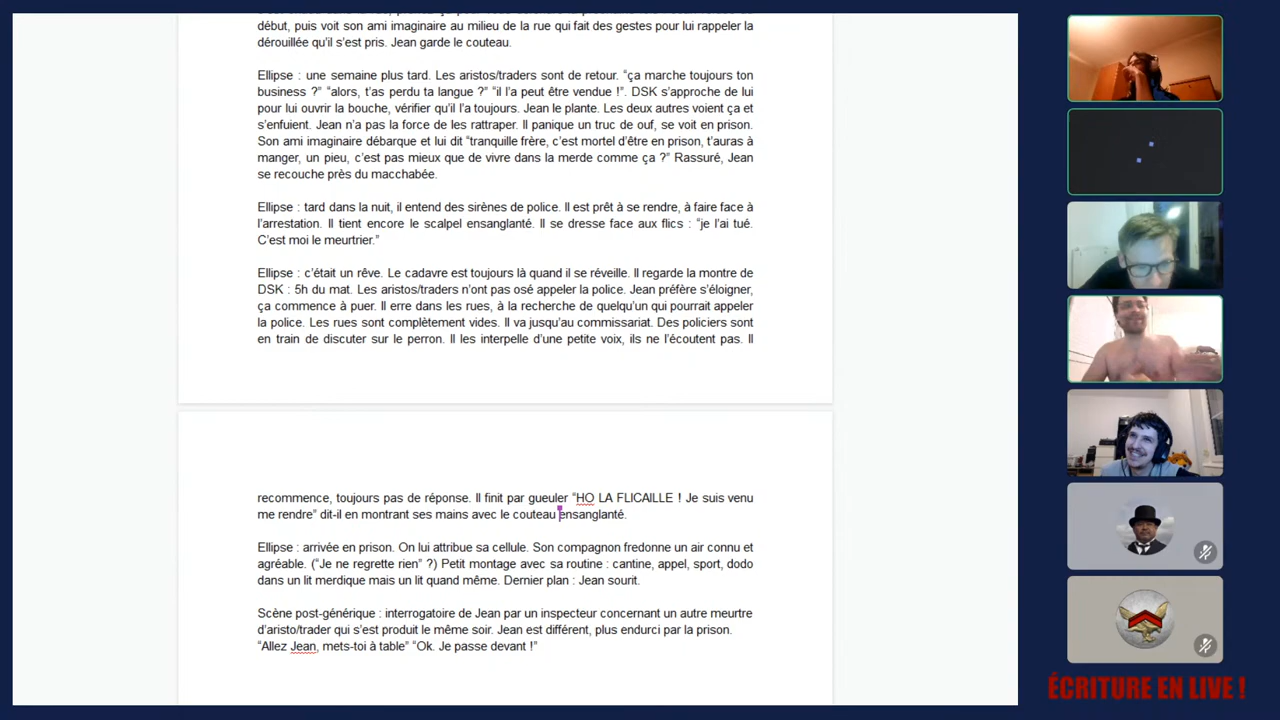 début, puis voit son ami imaginaire au milieu de la rue qui fait des gestes pour lui rappeler la
dérouillée qu’il s’est pris. Jean garde le couteau.
Ellipse : une semaine plus tard. Les aristos/traders sont de retour. “ça marche toujours ton
business ?” “alors, t’as perdu ta langue ?” “il l’a peut être vendue !”. DSK s’approche de lui
pour lui ouvrir la bouche, vérifier qu’il l’a toujours. Jean le plante. Les deux autres voient ça et
s’enfuient. Jean n’a pas la force de les rattraper. Il panique un truc de ouf, se voit en prison.
Son ami imaginaire débarque et lui dit “tranquille frère, c’est mortel d’être en prison, t’auras à
manger, un pieu, c’est pas mieux que de vivre dans la merde comme ça ?” Rassuré, Jean
se recouche près du macchabée.
Ellipse : tard dans la nuit, il entend des sirènes de police. Il est prêt à se rendre, à faire face à
l’arrestation. Il tient encore le scalpel ensanglanté. Il se dresse face aux flics : “je l’ai tué.
C’est moi le meurtrier.”
Ellipse : c’était un rêve. Le cadavre est toujours là quand il se réveille. Il regarde la montre de
DSK : 5h du mat. Les aristos/traders n’ont pas osé appeler la police. Jean préfère s’éloigner,
ça commence à puer. Il erre dans les rues, à la recherche de quelqu’un qui pourrait appeler
la police. Les rues sont complètement vides. Il va jusqu’au commissariat. Des policiers sont
en train de discuter sur le perron. Il les interpelle d’une petite voix, ils ne l’écoutent pas. Il
recommence, toujours pas de réponse. Il finit par gueuler “HO LA FLICAILLE ! Je suis venu
me rendre” dit-il en montrant ses mains avec le couteau ensanglanté.
Ellipse : arrivée en prison. On lui attribue sa cellule. Son compagnon fredonne un air connu et
agréable. (“Je ne regrette rien” ?) Petit montage avec sa routine : cantine, appel, sport, dodo
dans un lit merdique mais un lit quand même. Dernier plan : Jean sourit.
Scène post-générique : interrogatoire de Jean par un inspecteur concernant un autre meurtre
d’aristo/trader qui s’est produit le même soir. Jean est différent, plus endurci par la prison.
“Allez Jean, mets-toi à table” “Ok. Je passe devant !”
ÉCRITURE EN LIVE !